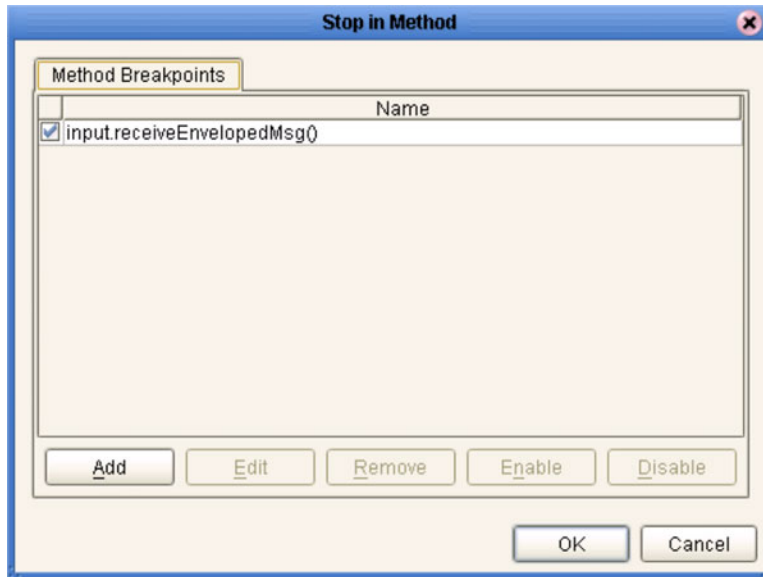 Stop in Method
Method Breakpoints
Name
input.receiveEnvelopedMsg()
Add Edit Remove Enable Disable
OK Cancel